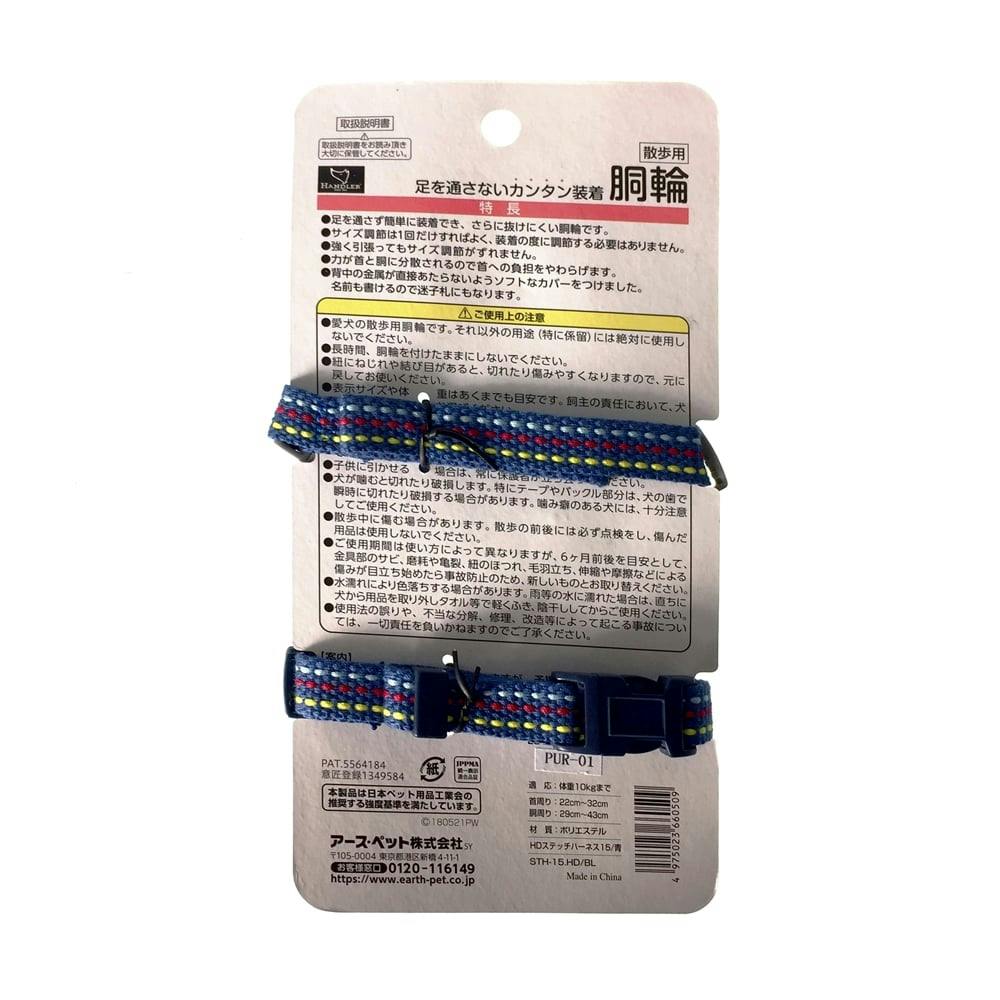 取扱説明書
取扱説明書をお読み頂き
大切に保管してください。
散歩用
HANDLER
足を通さないカンタン装着 胴輪
特長
●足を通さず簡単に装着でき、さらに抜けにくい胴輪です。
●サイズ調節は1回だけすればよく、装着の度に調節する必要はありません。
●強く引張ってもサイズ調節がずれません。
●力が首と胴に分散されるので首への負担をやわらげます。
●背中の金属が直接あたらないようソフトなカバーをつけました。
名前も書けるので迷子札にもなります。
⚠ご使用上の注意
●愛犬の散歩用胴輪です。それ以外の用途(特に係留)には絶対に使用し
ないでください。
●長時間、胴輪を付けたままにしないでください。
●紐にねじれや結び目があると、切れたり傷みやすくなりますので、元に
戻してお使いください。
●表示サイズや体重はあくまでも目安です。飼主の責任において、犬
●子供に引かせる場合は、常に保護者が
ください。
●犬が噛むと切れたり破損します。特にテープやバックル部分は、犬の歯で
瞬時に切れたり破損する場合があります。噛み癖のある犬には、十分注意
してご使用ください。
●散歩中に傷む場合があります。散歩の前後には必ず点検をし、傷んだ
用品は使用しないでください。
●ご使用期間は使い方によって異なりますが、6ヶ月前後を目安として、
金具部のサビ、磨耗や亀裂、紐のほつれ、毛羽立ち、伸縮や摩擦などによる
傷みが目立ち始めたら事故防止のため、新しいものとお取り替えください。
●水濡れにより色落ちする場合があります。雨等の水に濡れた場合は、直ちに
犬から用品を取り外しタオル等で軽くふき、陰干ししてからご使用ください。
●使用法の誤りや、不当な分解、修理、改造等によって起こる事故につい
ては、一切責任を負いかねますのでご了承ください。
【案内】
PUR-01
PAT.5564184
意匠登録1349584
紙
JPPMA
統一表示
適合品証
本製品は日本ペット用品工業会の
推奨する強度基準を満たしています。
©180521PW
アース・ペット株式会社SY
〒105-0004 東京都港区新橋4-11-1
お客様窓口 0120-116149
https://www.earth-pet.co.jp
適 応:体重10kgまで
首周り:22cm〜32cm
胴周り:29cm〜43cm
材 質:ポリエステル
HDステッチハーネス15/青
STH-15.HD/BL
Made in China
4 975023 660509